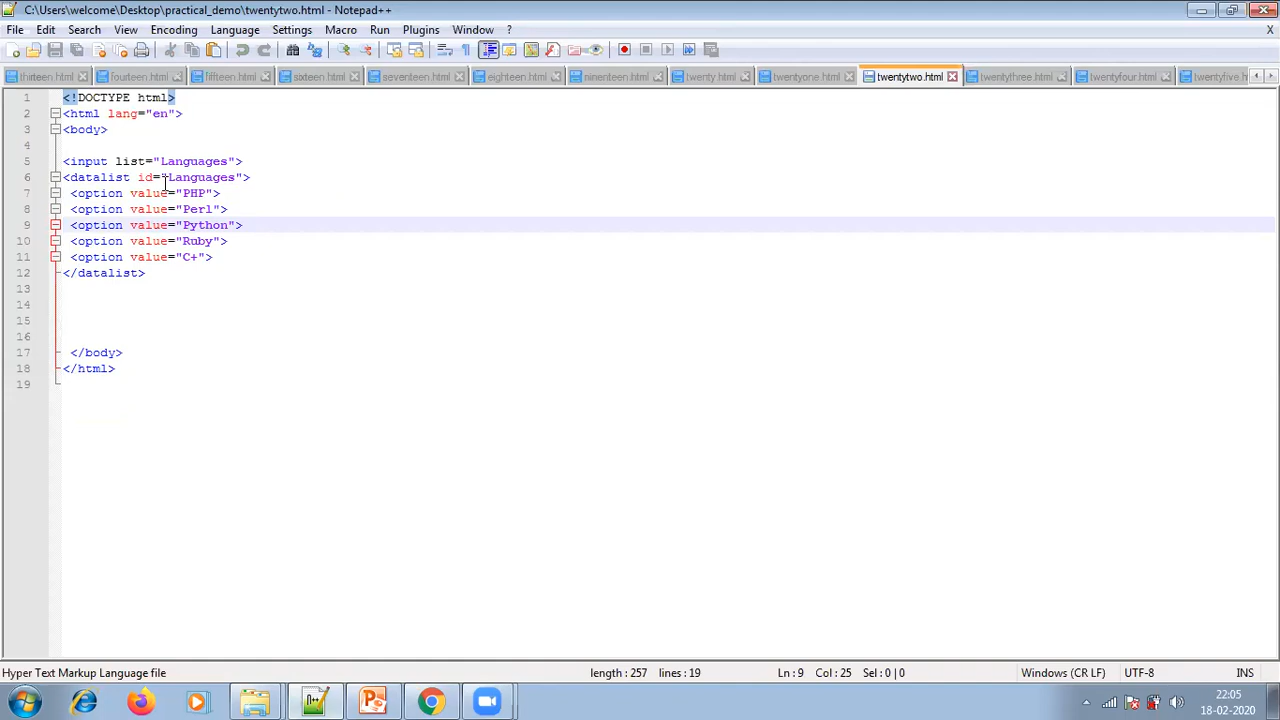 C:\Users\welcome\Desktop\practical_demo\twentytwo.html - Notepad++
File Edit Search View Encoding Language Settings Macro Run Plugins Window ? X
thirteen.html fourteen.html fifteen.html sixteen.html seventeen.html eighteen.html ninenteen.html twenty.html twentyone.html twentytwo.html twentythree.html twentyfour.html twentyfive.h
1 <!DOCTYPE html>
2 <html lang="en">
3 <body>
4
5 <input list="Languages">
6 <datalist id="Languages">
7 <option value="PHP">
8 <option value="Perl">
9 <option value="Python">
10 <option value="Ruby">
11 <option value="C+">
12 </datalist>
13
14
15
16
17 </body>
18 </html>
19
Hyper Text Markup Language file length : 257 lines : 19 Ln : 9 Col : 25 Sel : 0 | 0 Windows (CR LF) UTF-8 INS
22:05
18-02-2020